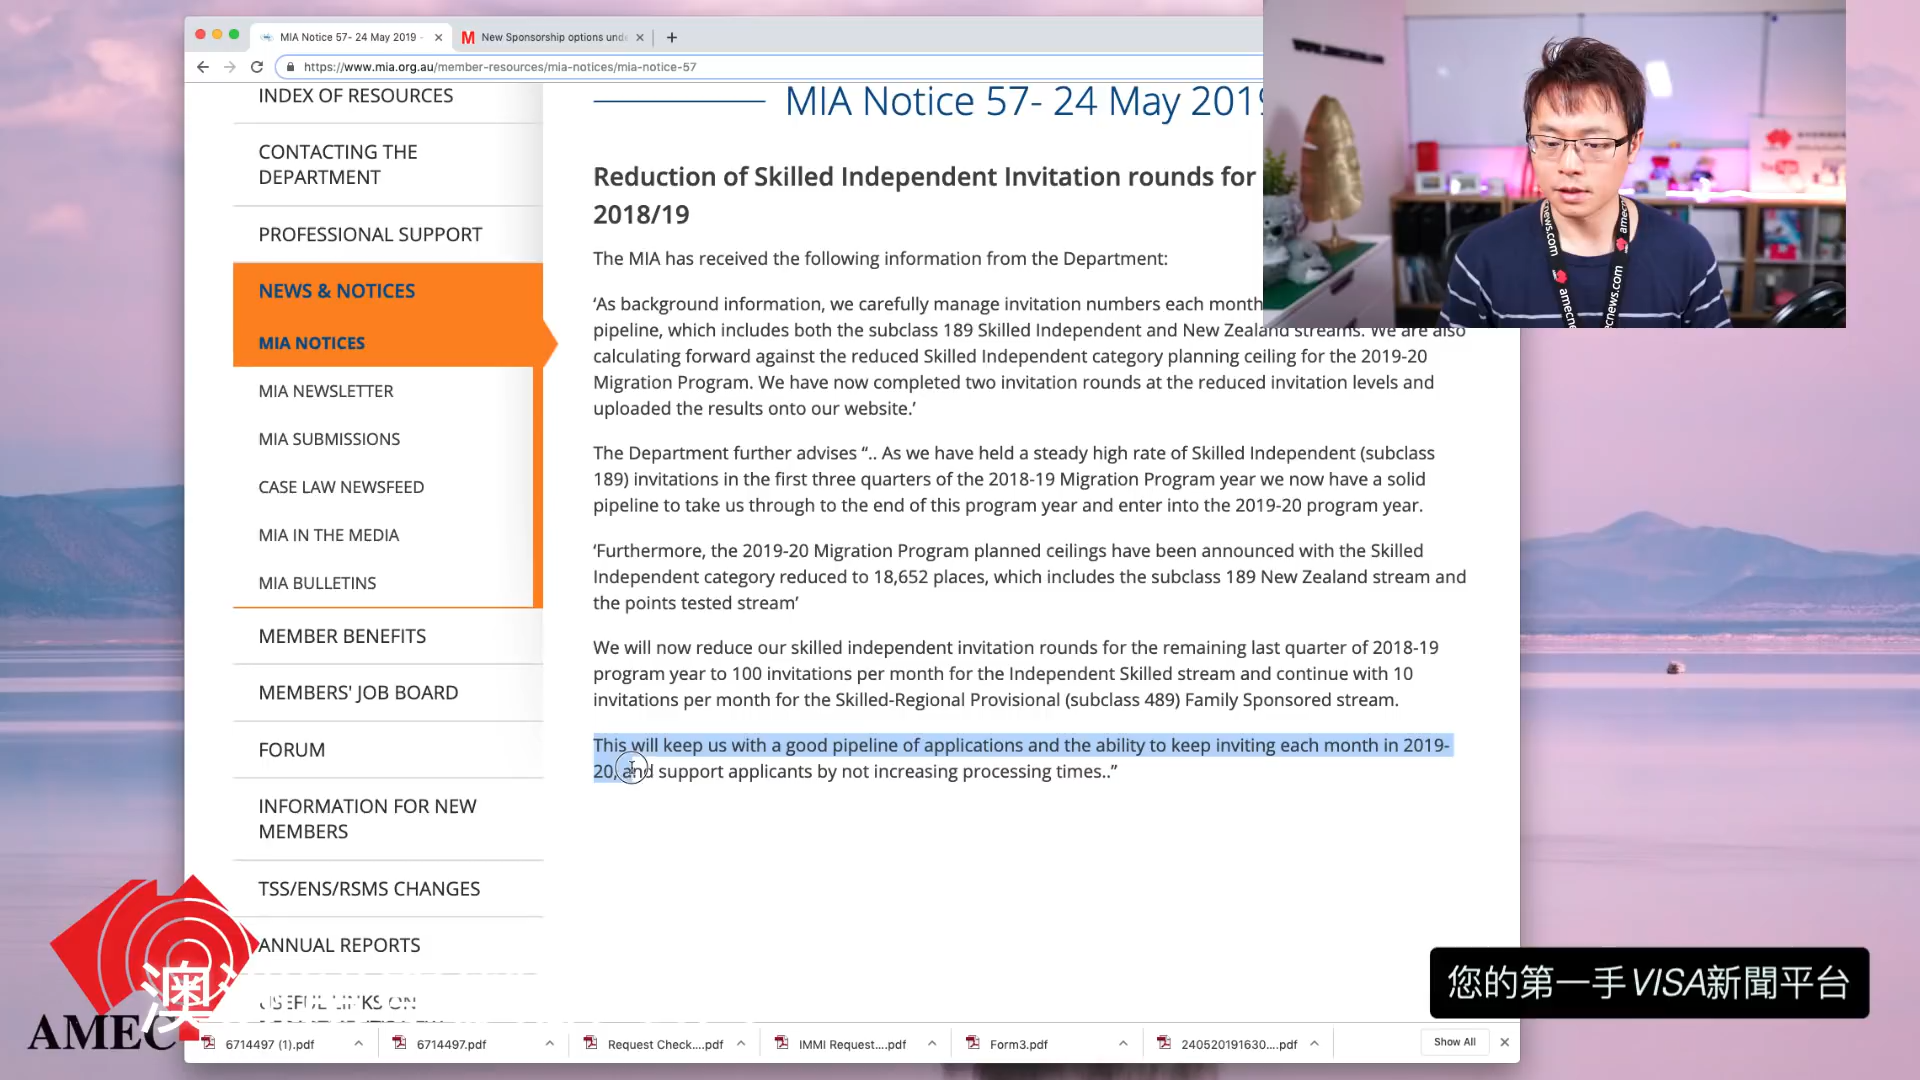 MIA Notice 57- 24 May 2019 -
New Sponsorship options und
https://www.mia.org.au/member-resources/mia-notices/mia-notice-57
INDEX OF RESOURCES
CONTACTING THE
DEPARTMENT
PROFESSIONAL SUPPORT
NEWS & NOTICES
MIA NOTICES
MIA NEWSLETTER
MIA SUBMISSIONS
CASE LAW NEWSFEED
MIA IN THE MEDIA
MIA BULLETINS
MEMBER BENEFITS
MEMBERS' JOB BOARD
FORUM
INFORMATION FOR NEW
MEMBERS
TSS/ENS/RSMS CHANGES
ANNUAL REPORTS
USEFUL LINKS ON
MIA Notice 57- 24 May 2019
Reduction of Skilled Independent Invitation rounds for
2018/19
The MIA has received the following information from the Department:
‘As background information, we carefully manage invitation numbers each month
pipeline, which includes both the subclass 189 Skilled Independent and New Zealand streams. We are also
calculating forward against the reduced Skilled Independent category planning ceiling for the 2019-20
Migration Program. We have now completed two invitation rounds at the reduced invitation levels and
uploaded the results onto our website.’
The Department further advises “.. As we have held a steady high rate of Skilled Independent (subclass
189) invitations in the first three quarters of the 2018-19 Migration Program year we now have a solid
pipeline to take us through to the end of this program year and enter into the 2019-20 program year.
‘Furthermore, the 2019-20 Migration Program planned ceilings have been announced with the Skilled
Independent category reduced to 18,652 places, which includes the subclass 189 New Zealand stream and
the points tested stream’
We will now reduce our skilled independent invitation rounds for the remaining last quarter of 2018-19
program year to 100 invitations per month for the Independent Skilled stream and continue with 10
invitations per month for the Skilled-Regional Provisional (subclass 489) Family Sponsored stream.
This will keep us with a good pipeline of applications and the ability to keep inviting each month in 2019-
20, and support applicants by not increasing processing times..”
amecnews.com
amecnews.com
AMEC
澳
您的第一手VISA新聞平台
6714497 (1).pdf
6714497.pdf
Request Check....pdf
IMMI Request....pdf
Form3.pdf
240520191630....pdf
Show All